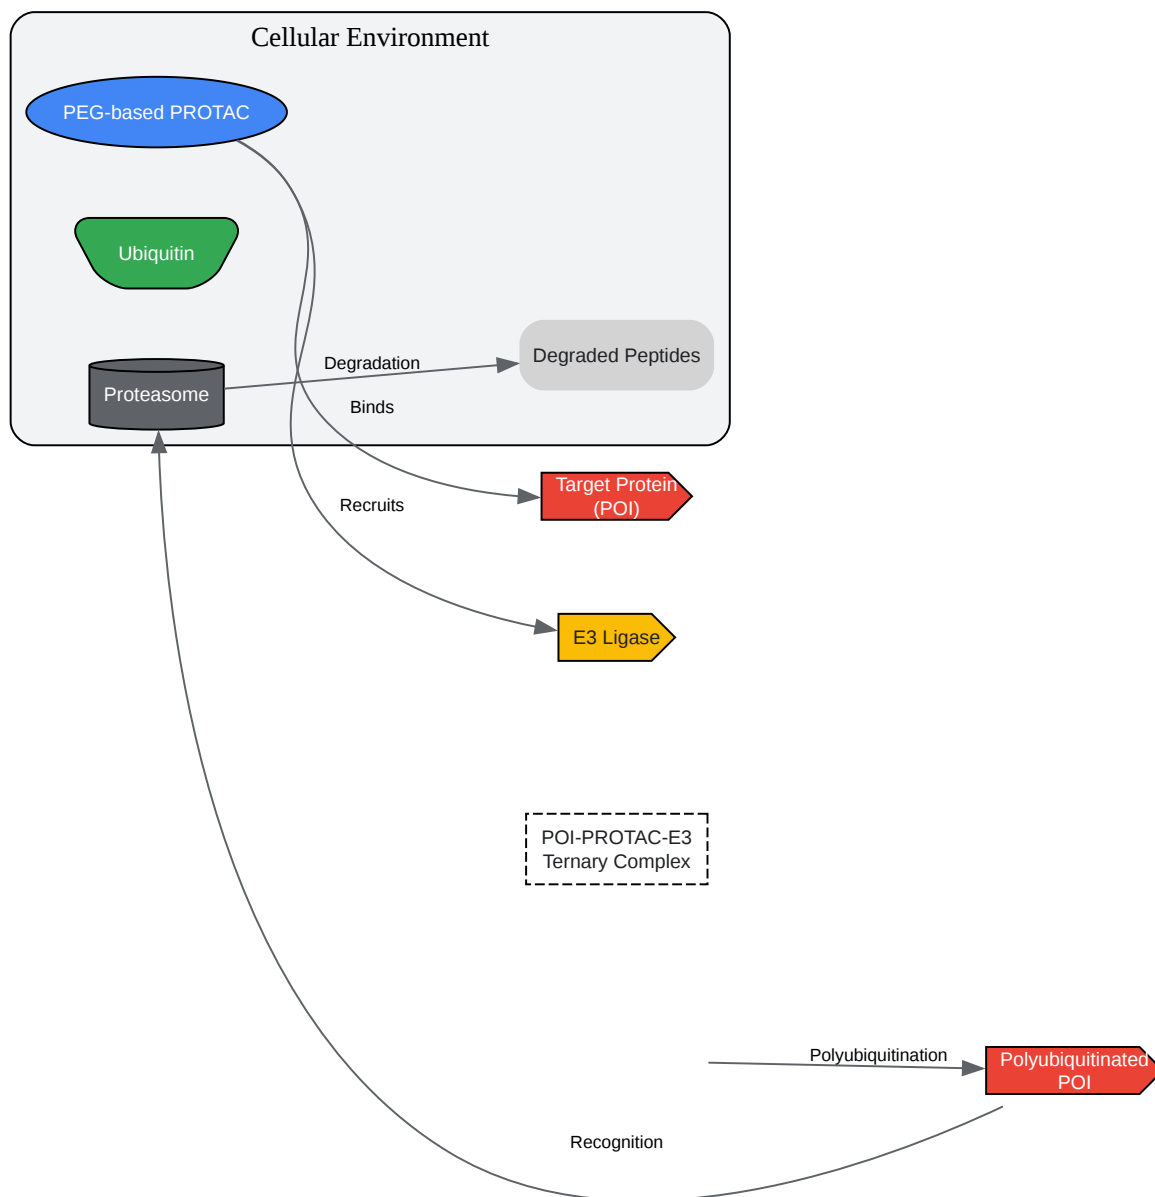 Cellular Environment
PEG-based PROTAC
Ubiquitin
Proteasome
Degradation
Degraded Peptides
Binds
Target Protein
(POI)
Recruits
E3 Ligase
POI-PROTAC-E3
Ternary Complex
Polyubiquitination
Polyubiquitinated
POI
Recognition